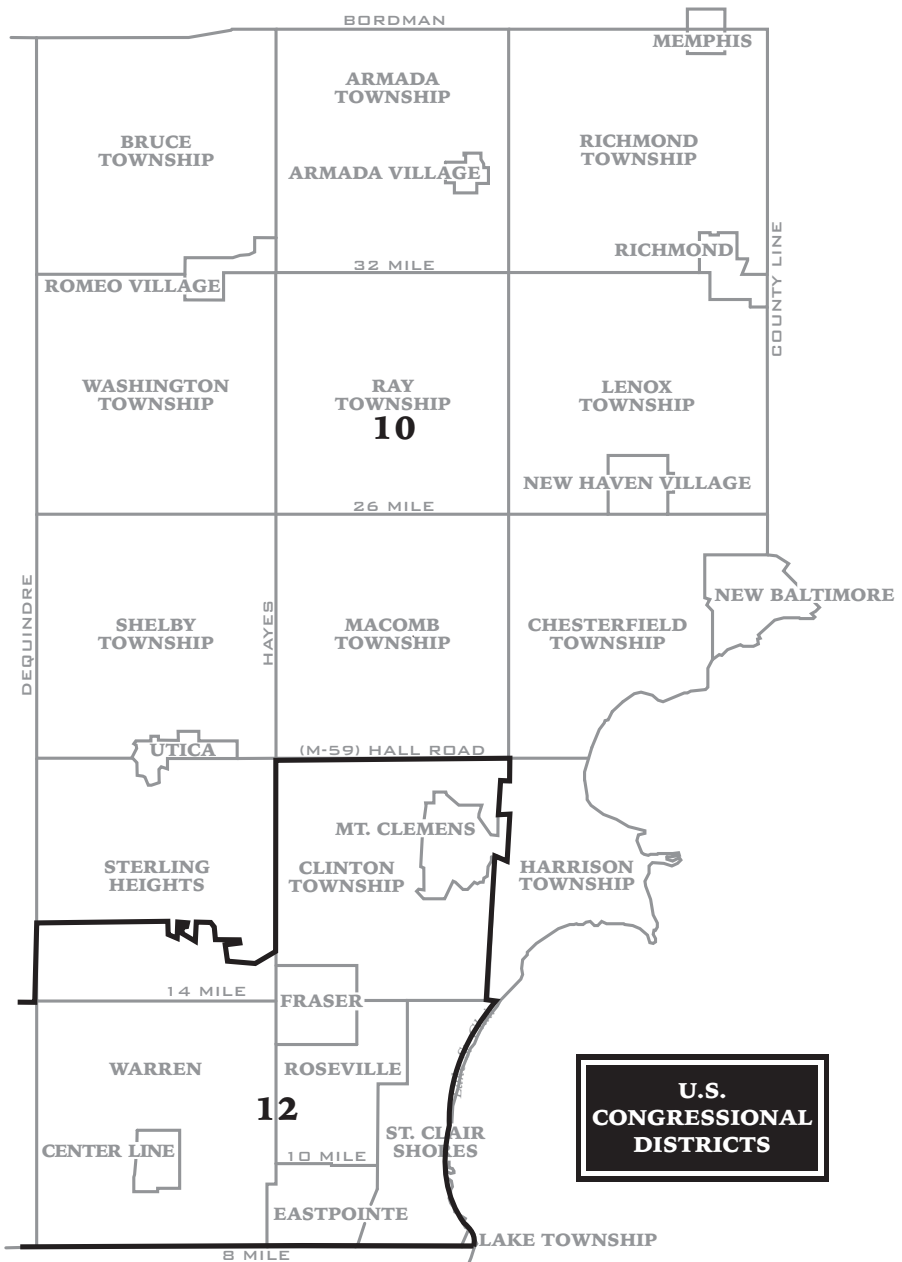 BORDMAN
MEMPHIS
ARMADA
TOWNSHIP
BRUCE
TOWNSHIP
RICHMOND
TOWNSHIP
ARMADA VILLAGE
COUNTY LINE
RICHMOND
32 MILE
ROMEO VILLAGE
WASHINGTON
TOWNSHIP
RAY
TOWNSHIP
10
LENOX
TOWNSHIP
NEW HAVEN VILLAGE
26 MILE
DEQUINDRE
HAYES
NEW BALTIMORE
SHELBY
TOWNSHIP
MACOMB
TOWNSHIP
CHESTERFIELD
TOWNSHIP
UTICA
(M-59) HALL ROAD
MT. CLEMENS
STERLING
HEIGHTS
CLINTON
TOWNSHIP
HARRISON
TOWNSHIP
14 MILE
FRASER
WARREN
ROSEVILLE
12
U.S.
CONGRESSIONAL
DISTRICTS
CENTER LINE
10 MILE
ST. CLAIR
SHORES
EASTPOINTE
LAKE TOWNSHIP
8 MILE